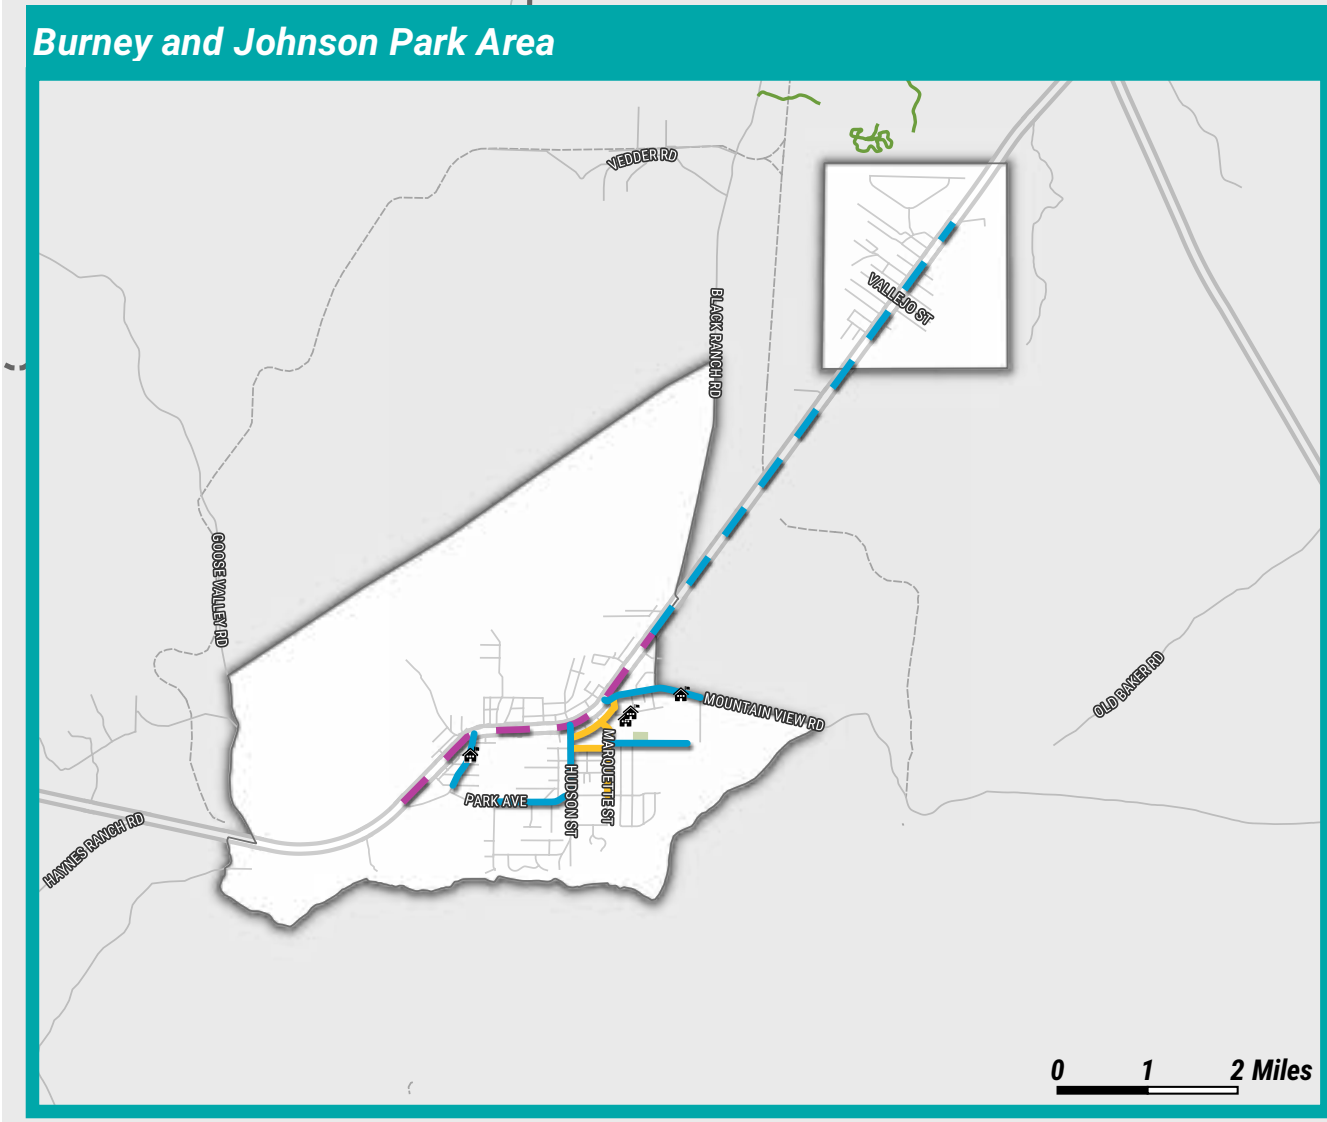 Burney and Johnson Park Area
VEDDER RD
VALLEJO ST
BLACK RANCH RD
GOOSE VALLEY RD
OLD BAKER RD
MOUNTAIN VIEW RD
MARQUETTE ST
HUDSON ST
PARK AVE
HAYNES RANCH RD
0 1 2 Miles